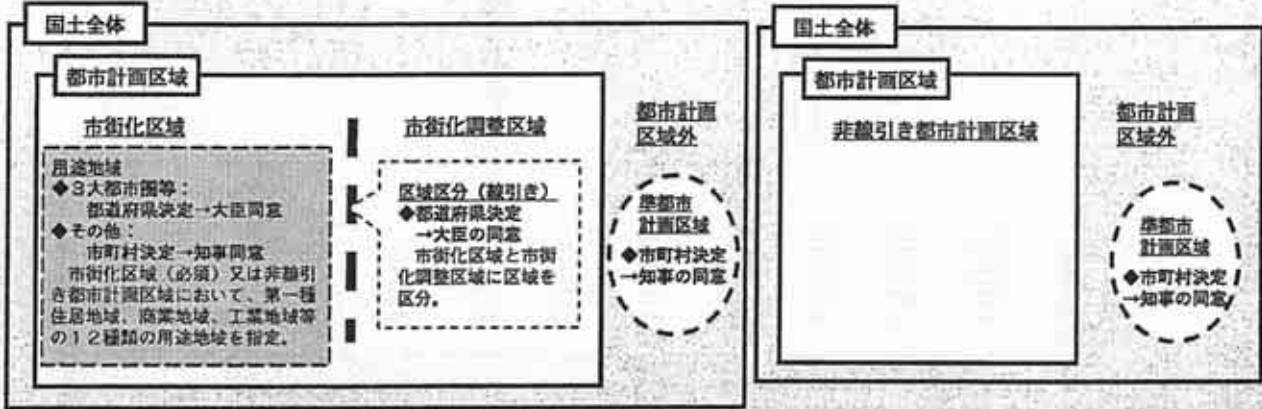 国土全体
都市計画区域
市街化区域
用途地域
◆３大都市圏等：
都道府県決定→大臣同意
◆その他：
市町村決定→知事同意
市街化区域（必須）又は非線引
き都市計画区域において、第一種
住居地域、商業地域、工業地域等
の１２種類の用途地域を指定。
市街化調整区域
区域区分（線引き）
◆都道府県決定
→大臣の同意
市街化区域と市街
化調整区域に区域を
区分。
都市計画
区域外
準都市
計画区域
◆市町村決定
→知事の同意
国土全体
都市計画区域
非線引き都市計画区域
都市計画
区域外
準都市
計画区域
◆市町村決定
→知事の同意